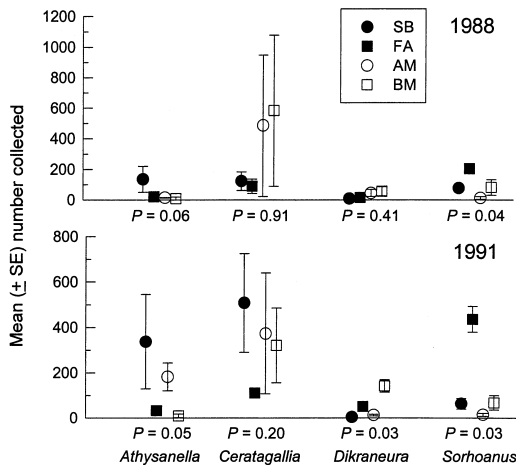 SB
FA
AM
BM
1988
1200
1000
800
600
400
200
0
P = 0.06 P = 0.91 P = 0.41 P = 0.04
Mean (± SE) number collected
1991
800
600
400
200
0
P = 0.05 P = 0.20 P = 0.03 P = 0.03
Athysanella Ceratagallia Dikraneura Sorhoanus